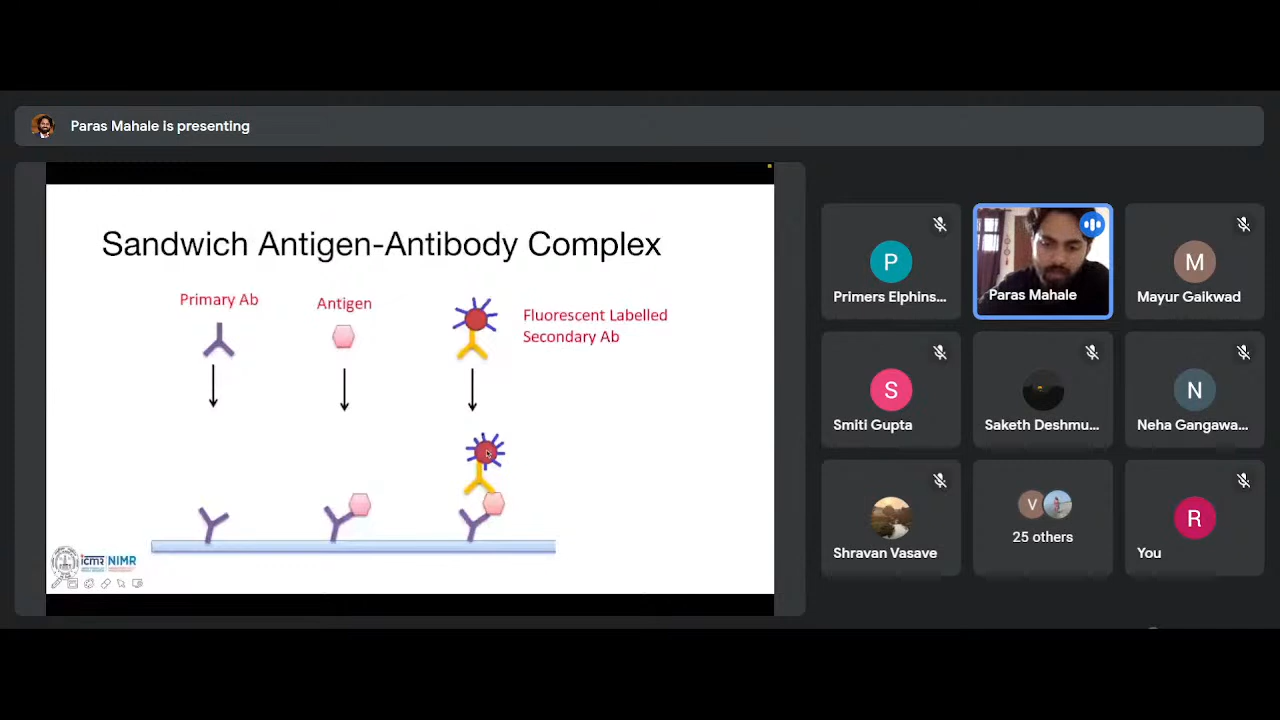 Paras Mahale is presenting
Sandwich Antigen-Antibody Complex
Primary Ab
Antigen
Fluorescent Labelled
Secondary Ab
icmr NIMR
P
Primers Elphins...
Paras Mahale
M
Mayur Gaikwad
S
Smiti Gupta
Saketh Deshmu...
N
Neha Gangawa...
Shravan Vasave
V
25 others
R
You